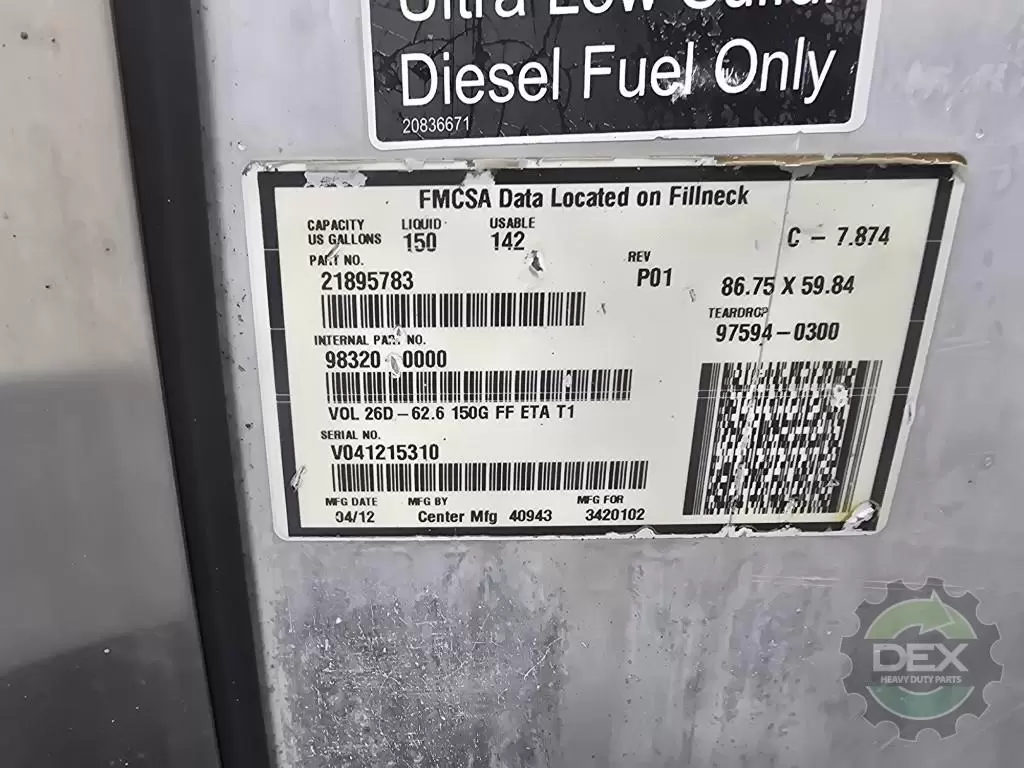 Ultra Low Sulfur
Diesel Fuel Only
20836671
FMCSA Data Located on Fillneck
CAPACITY LIQUID USABLE
US GALLONS 150 142
C - 7.874
PART NO. REV
21895783 P01 86.75 X 59.84
TEARDROP
97594-0300
INTERNAL PART NO.
98320 0000
VOL 26D-62.6 150G FF ETA T1
SERIAL NO.
V041215310
MFG DATE MFG BY MFG FOR
04/12 Center Mfg 40943 3420102
DEX
HEAVY DUTY PARTS